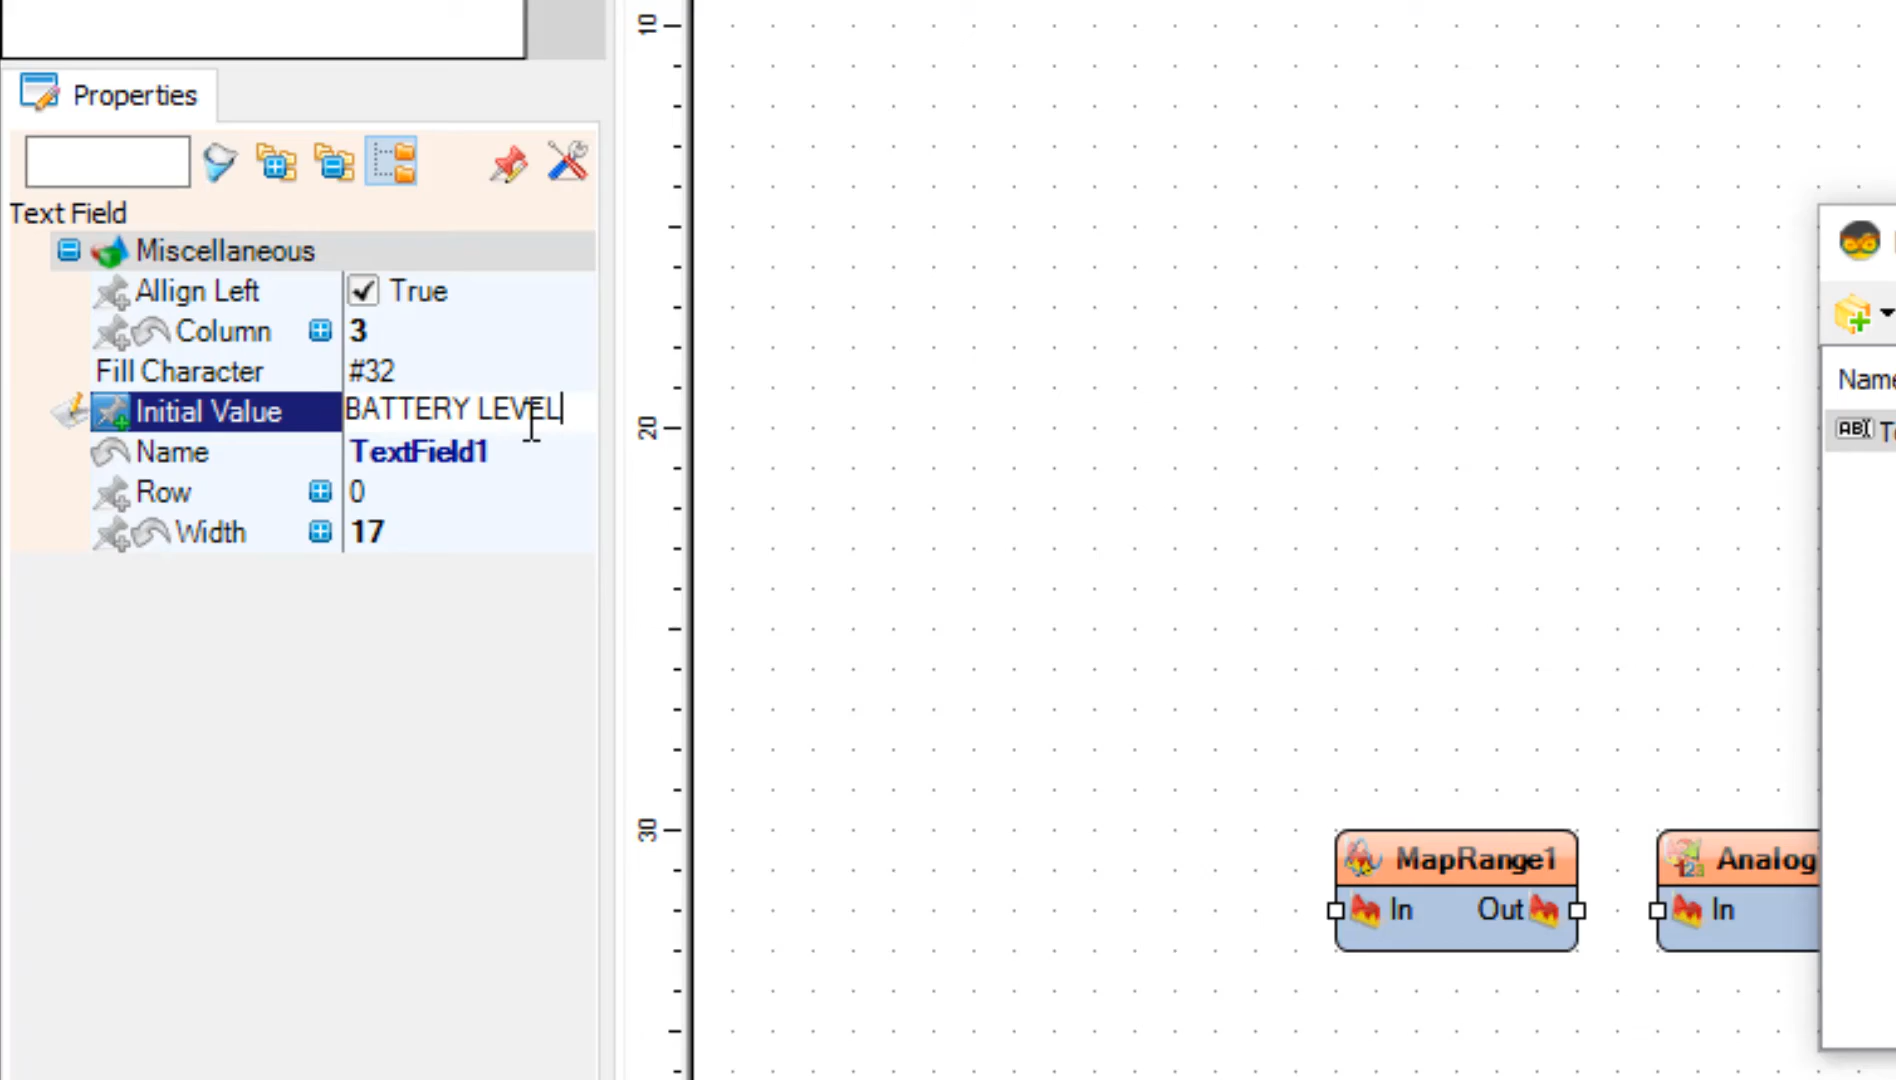 Properties
Text Field
Miscellaneous
Allign Left True
Column 3
Fill Character #32
Initial Value BATTERY LEVEL
Name TextField1
Row 0
Width 17
10
20
30
MapRange1
In Out
Analog
In
Name
ABI